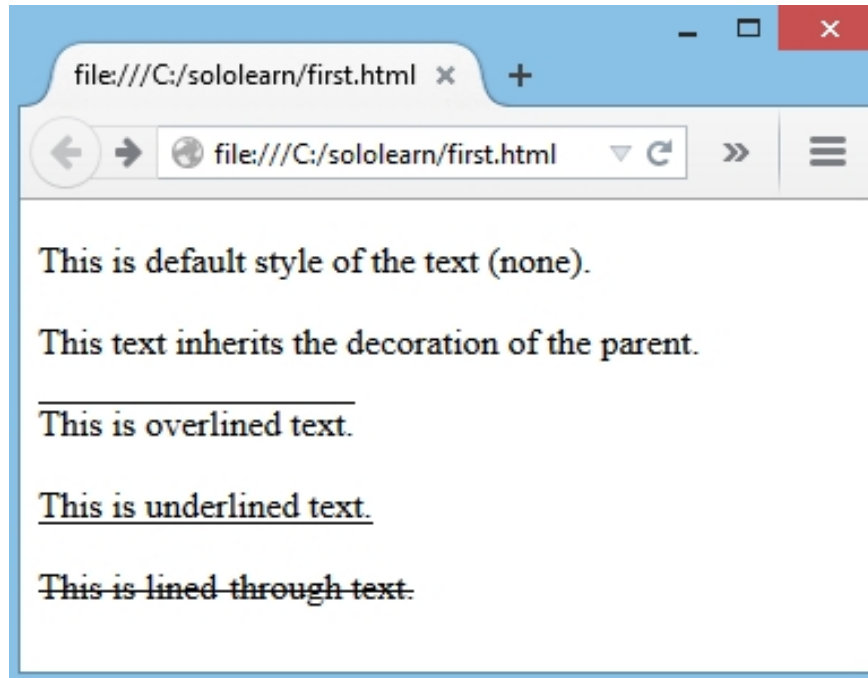 file:///C:/sololearn/first.html
file:///C:/sololearn/first.html
This is default style of the text (none).
This text inherits the decoration of the parent.
This is overlined text.
This is underlined text.
This is lined through text.